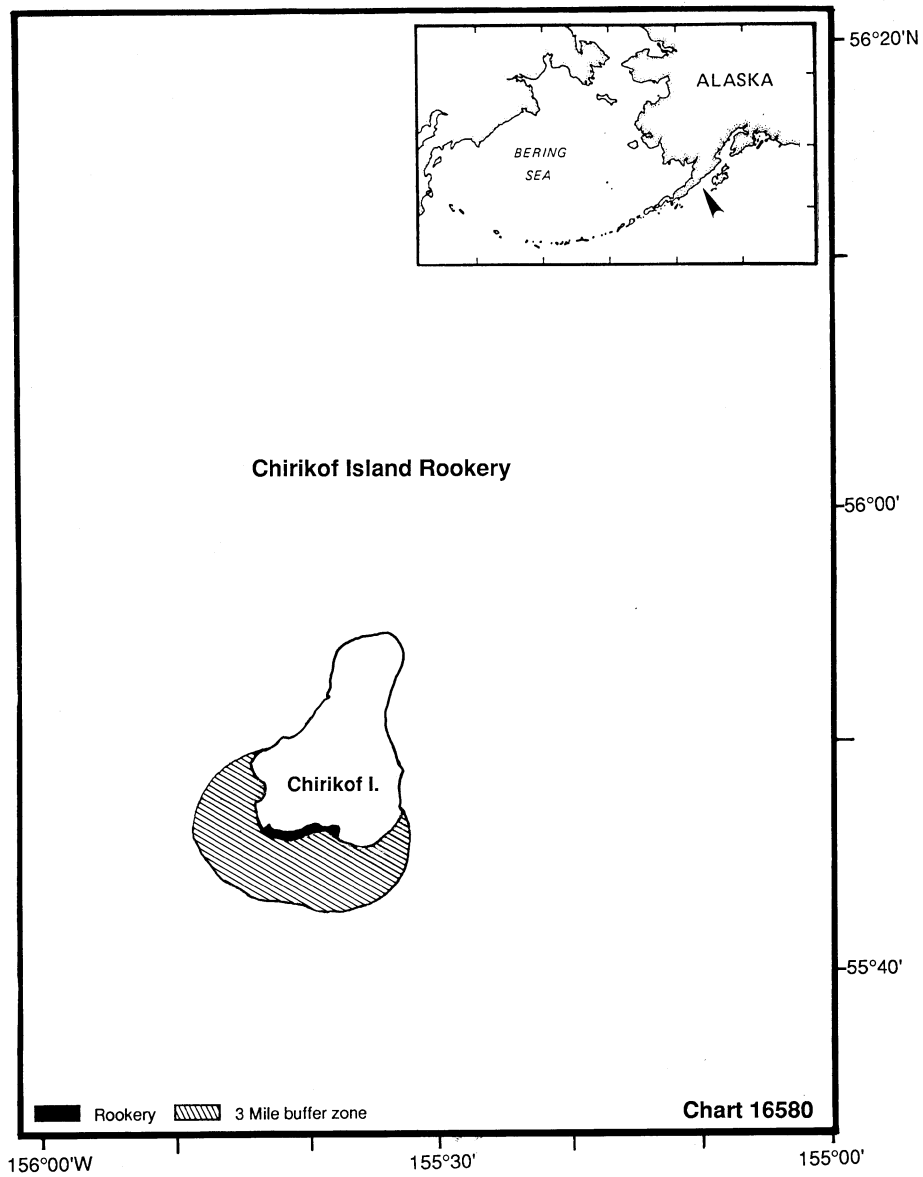 56°20'N
ALASKA
BERING
SEA
Chirikof Island Rookery
56°00'
Chirikof I.
55°40'
Rookery
3 Mile buffer zone
Chart 16580
156°00'W
155°30'
155°00'